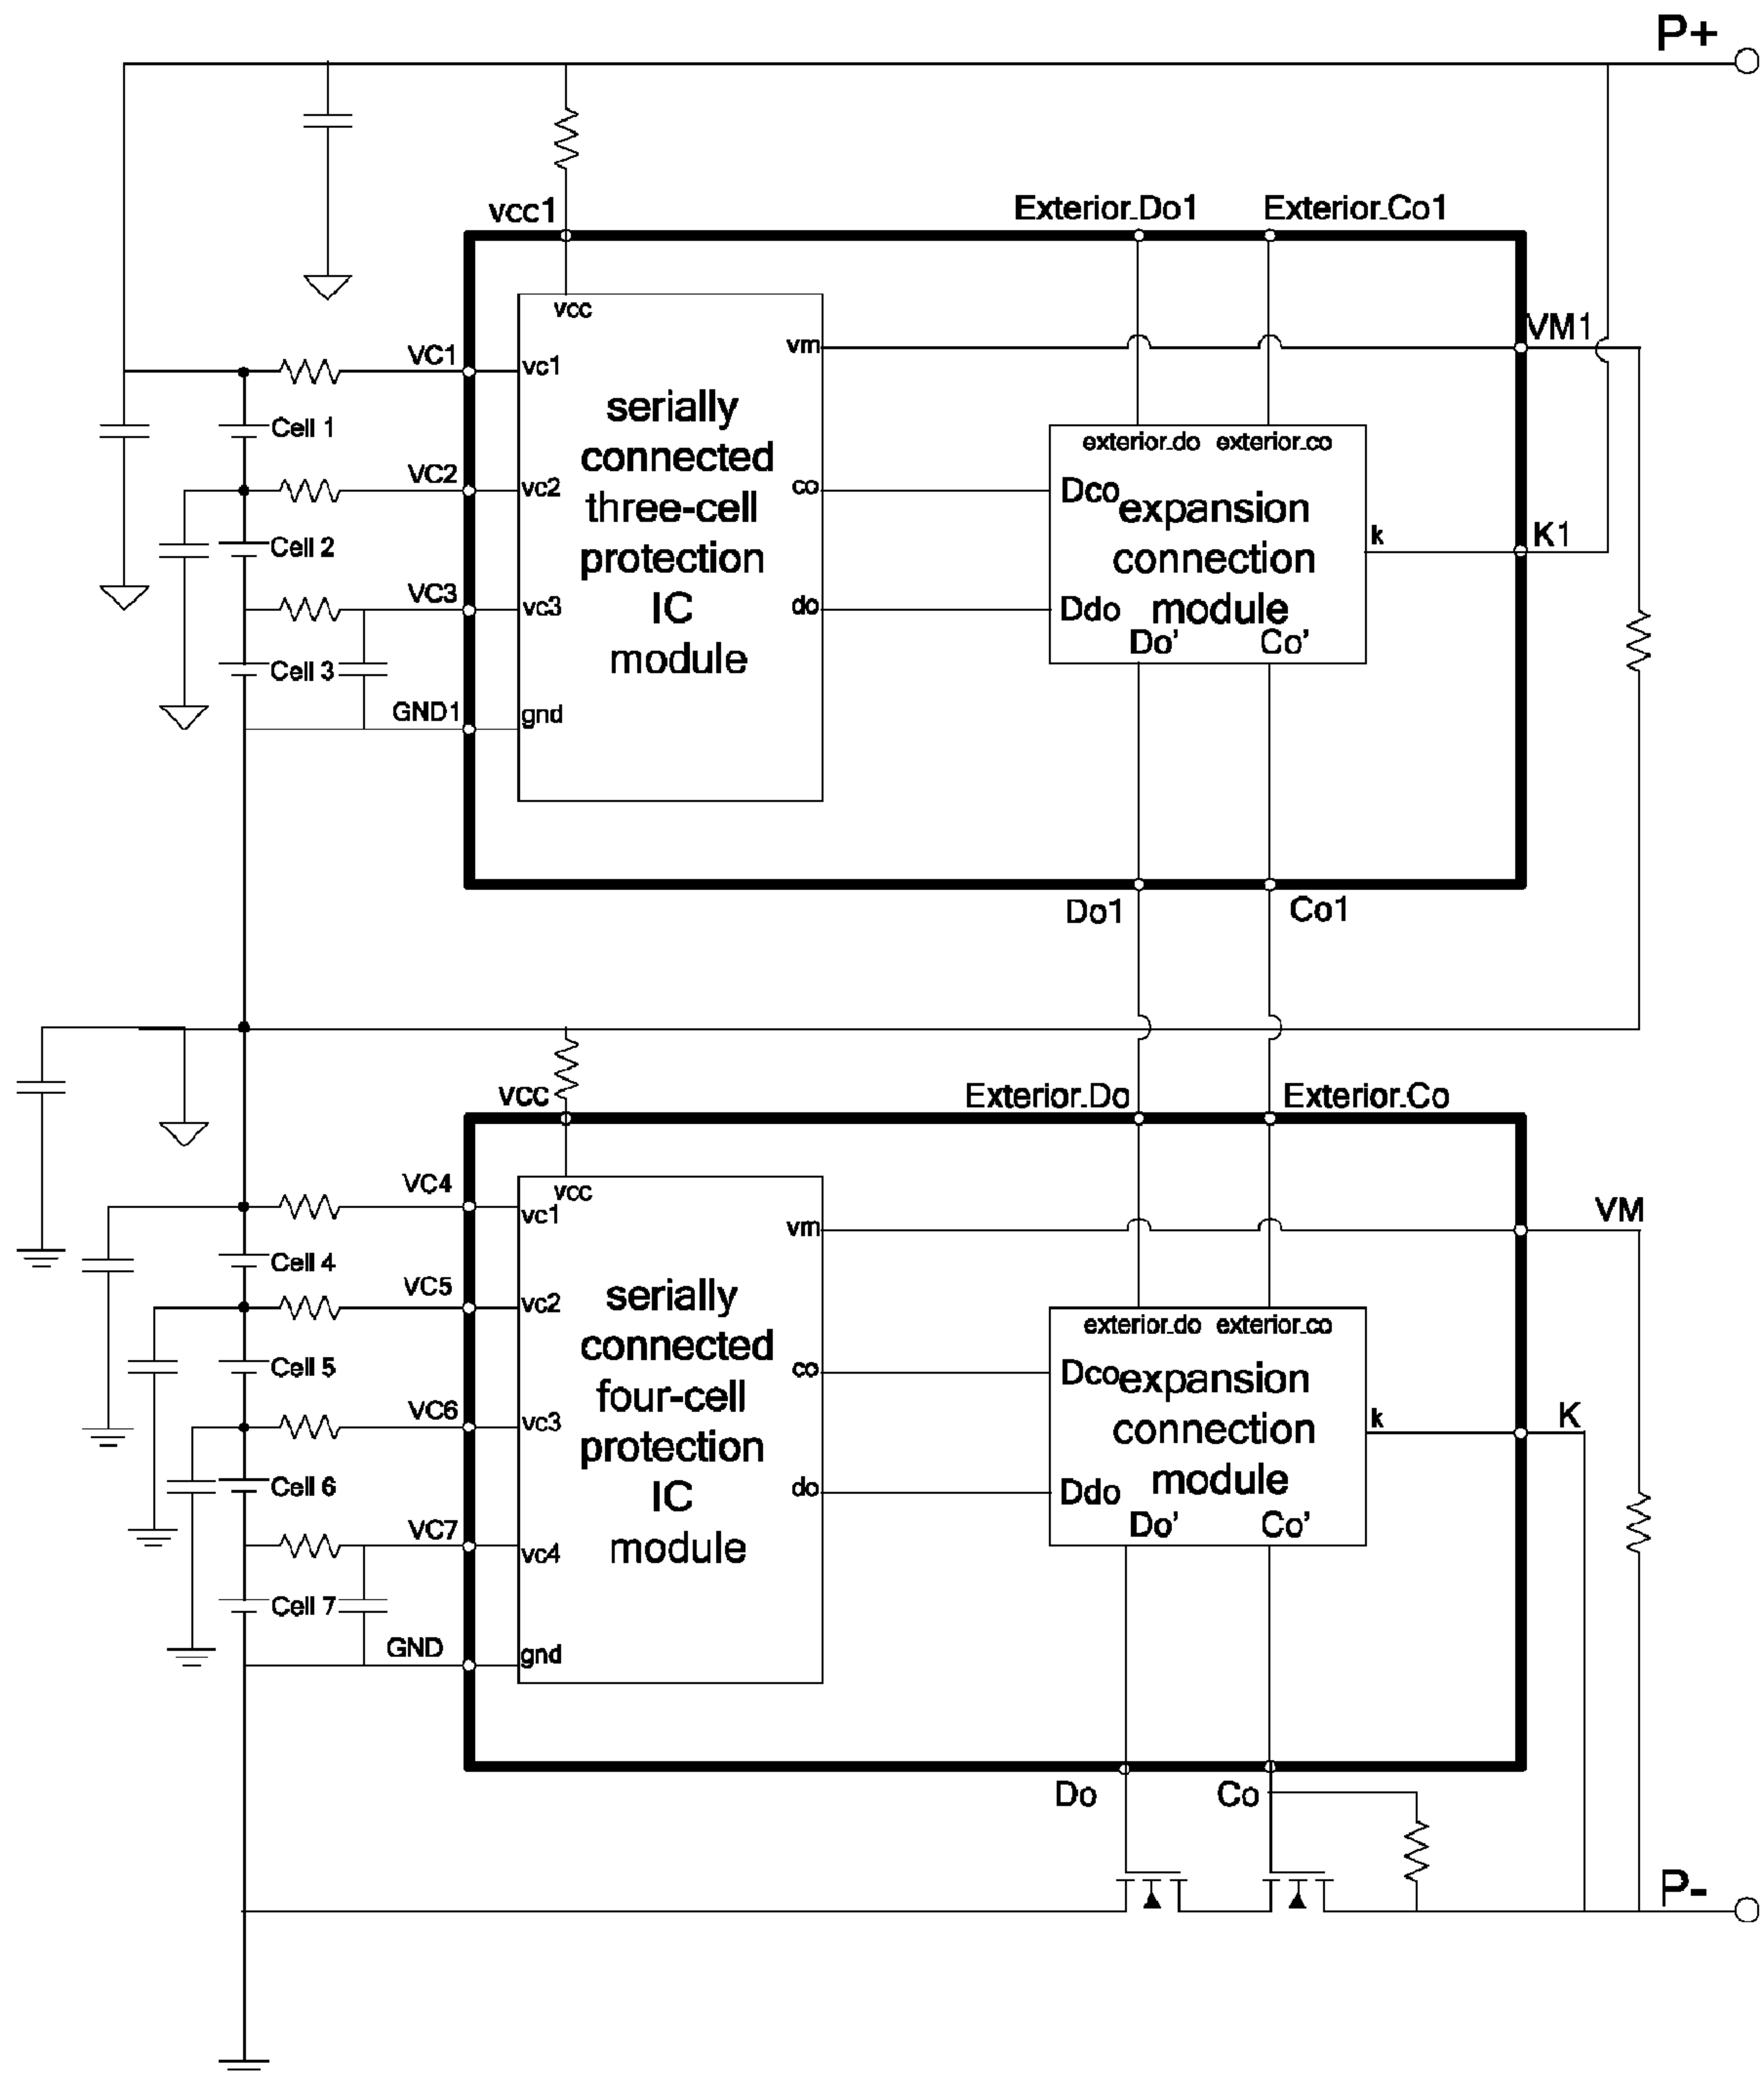 P+
vcc1
Exterior.Do1
Exterior.Co1
vcc
VM1
vm
VC1
vc1
serially
connected
three-cell
protection
IC
module
Cell 1
exterior.do exterior.co
VC2
vc2
co
Dco
expansion
connection
module
k
K1
Cell 2
VC3
vc3
do
Ddo
Do'
Co'
Cell 3
GND1
gnd
Do1
Co1
vcc
Exterior.Do
Exterior.Co
VC4
vcc
vc1
vm
VM
serially
connected
four-cell
protection
IC
module
Cell 4
VC5
vc2
exterior.do exterior.co
Cell 5
co
Dco
expansion
connection
module
k
K
VC6
vc3
Cell 6
do
Ddo
Do'
Co'
VC7
vc4
Cell 7
GND
gnd
Do
Co
P-